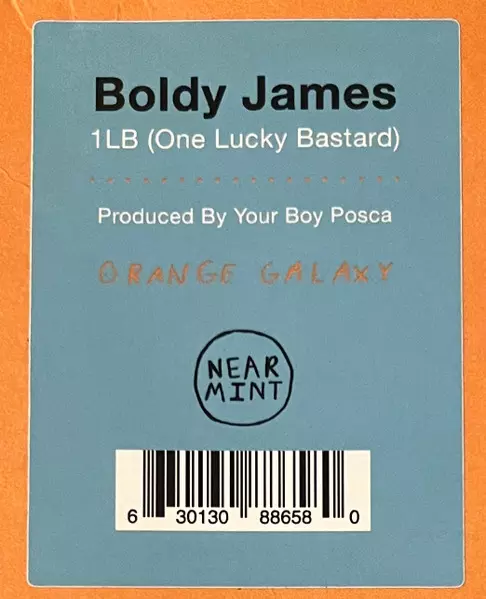 Boldy James
1LB (One Lucky Bastard)
Produced By Your Boy Posca
ORANGE GALAXY
NEAR
MINT
6 30130 88658 0